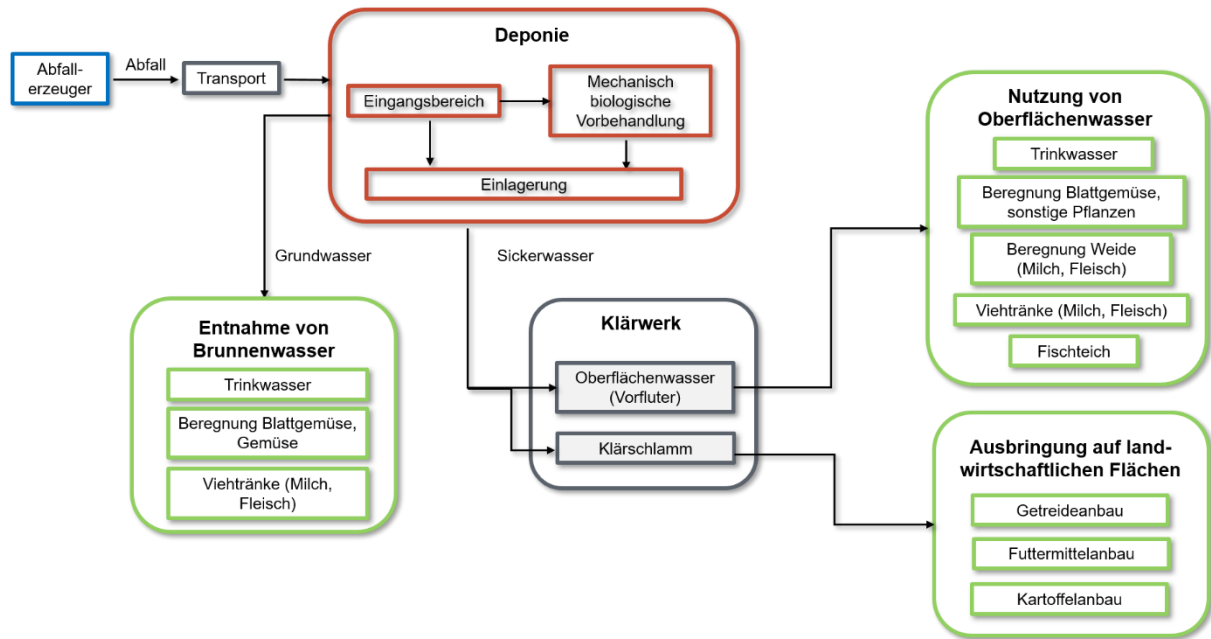 Abfall-
erzeuger
Abfall
Transport
Deponie
Eingangsbereich
Mechanisch
biologische
Vorbehandlung
Einlagerung
Grundwasser
Sickerwasser
Entnahme von
Brunnenwasser
Trinkwasser
Beregnung Blattgemüse,
Gemüse
Viehtränke (Milch,
Fleisch)
Klärwerk
Oberflächenwasser
(Vorfluter)
Klärschlamm
Nutzung von
Oberflächenwasser
Trinkwasser
Beregnung Blattgemüse,
sonstige Pflanzen
Beregnung Weide
(Milch, Fleisch)
Viehtränke (Milch, Fleisch)
Fischteich
Ausbringung auf land-
wirtschaftlichen Flächen
Getreideanbau
Futtermittelanbau
Kartoffelanbau